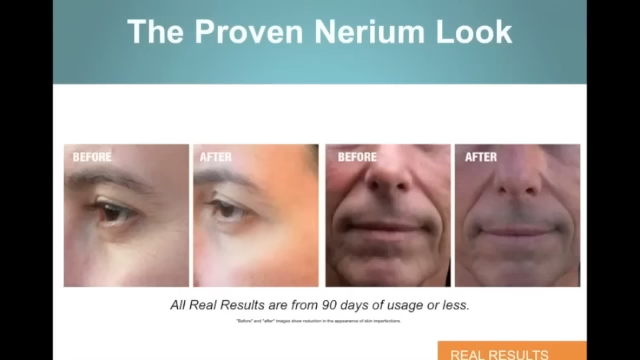 The Proven Nerium Look
BEFORE
AFTER
BEFORE
AFTER
All Real Results are from 90 days of usage or less.
"Before" and "after" images show reduction in the appearance of skin imperfections.
REAL RESULTS